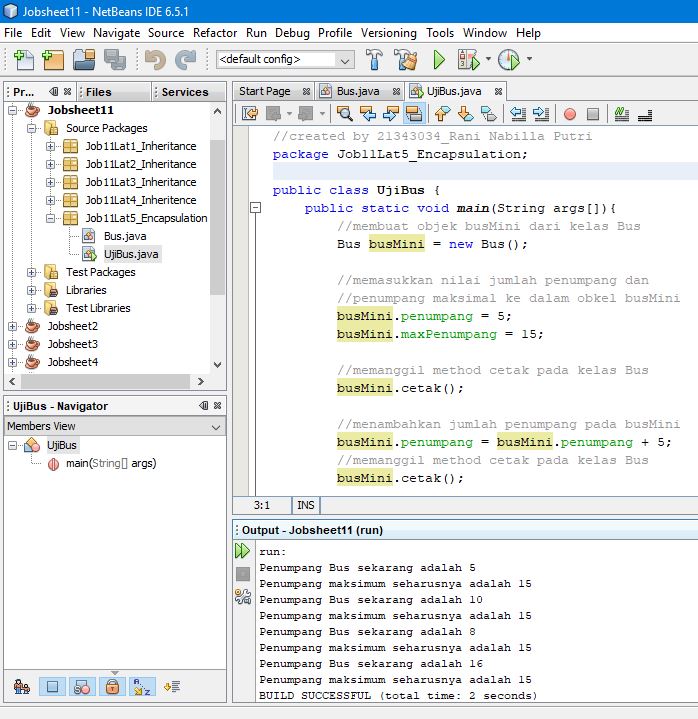 Jobsheet11 - NetBeans IDE 6.5.1
File Edit View Navigate Source Refactor Run Debug Profile Versioning Tools Window Help
<default config>
Pr... Files Services
Start Page Bus.java UjiBus.java
Jobsheet11
Source Packages
Job11Lat1_Inheritance
Job11Lat2_Inheritance
Job11Lat3_Inheritance
Job11Lat4_Inheritance
Job11Lat5_Encapsulation
Bus.java
UjiBus.java
Test Packages
Libraries
Test Libraries
Jobsheet2
Jobsheet3
Jobsheet4
//created by 21343034_Rani Nabilla Putri
package Job11Lat5_Encapsulation;
public class UjiBus {
public static void main(String args[]){
//membuat objek busMini dari kelas Bus
Bus busMini = new Bus();
//memasukkan nilai jumlah penumpang dan
//penumpang maksimal ke dalam obkel busMini
busMini.penumpang = 5;
busMini.maxPenumpang = 15;
//memanggil method cetak pada kelas Bus
busMini.cetak();
//menambahkan jumlah penumpang pada busMini
busMini.penumpang = busMini.penumpang + 5;
//memanggil method cetak pada kelas Bus
busMini.cetak();
3:1 INS
UjiBus - Navigator
Members View
UjiBus
main(String[] args)
Output - Jobsheet11 (run)
run:
Penumpang Bus sekarang adalah 5
Penumpang maksimum seharusnya adalah 15
Penumpang Bus sekarang adalah 10
Penumpang maksimum seharusnya adalah 15
Penumpang Bus sekarang adalah 8
Penumpang maksimum seharusnya adalah 15
Penumpang Bus sekarang adalah 16
Penumpang maksimum seharusnya adalah 15
BUILD SUCCESSFUL (total time: 2 seconds)